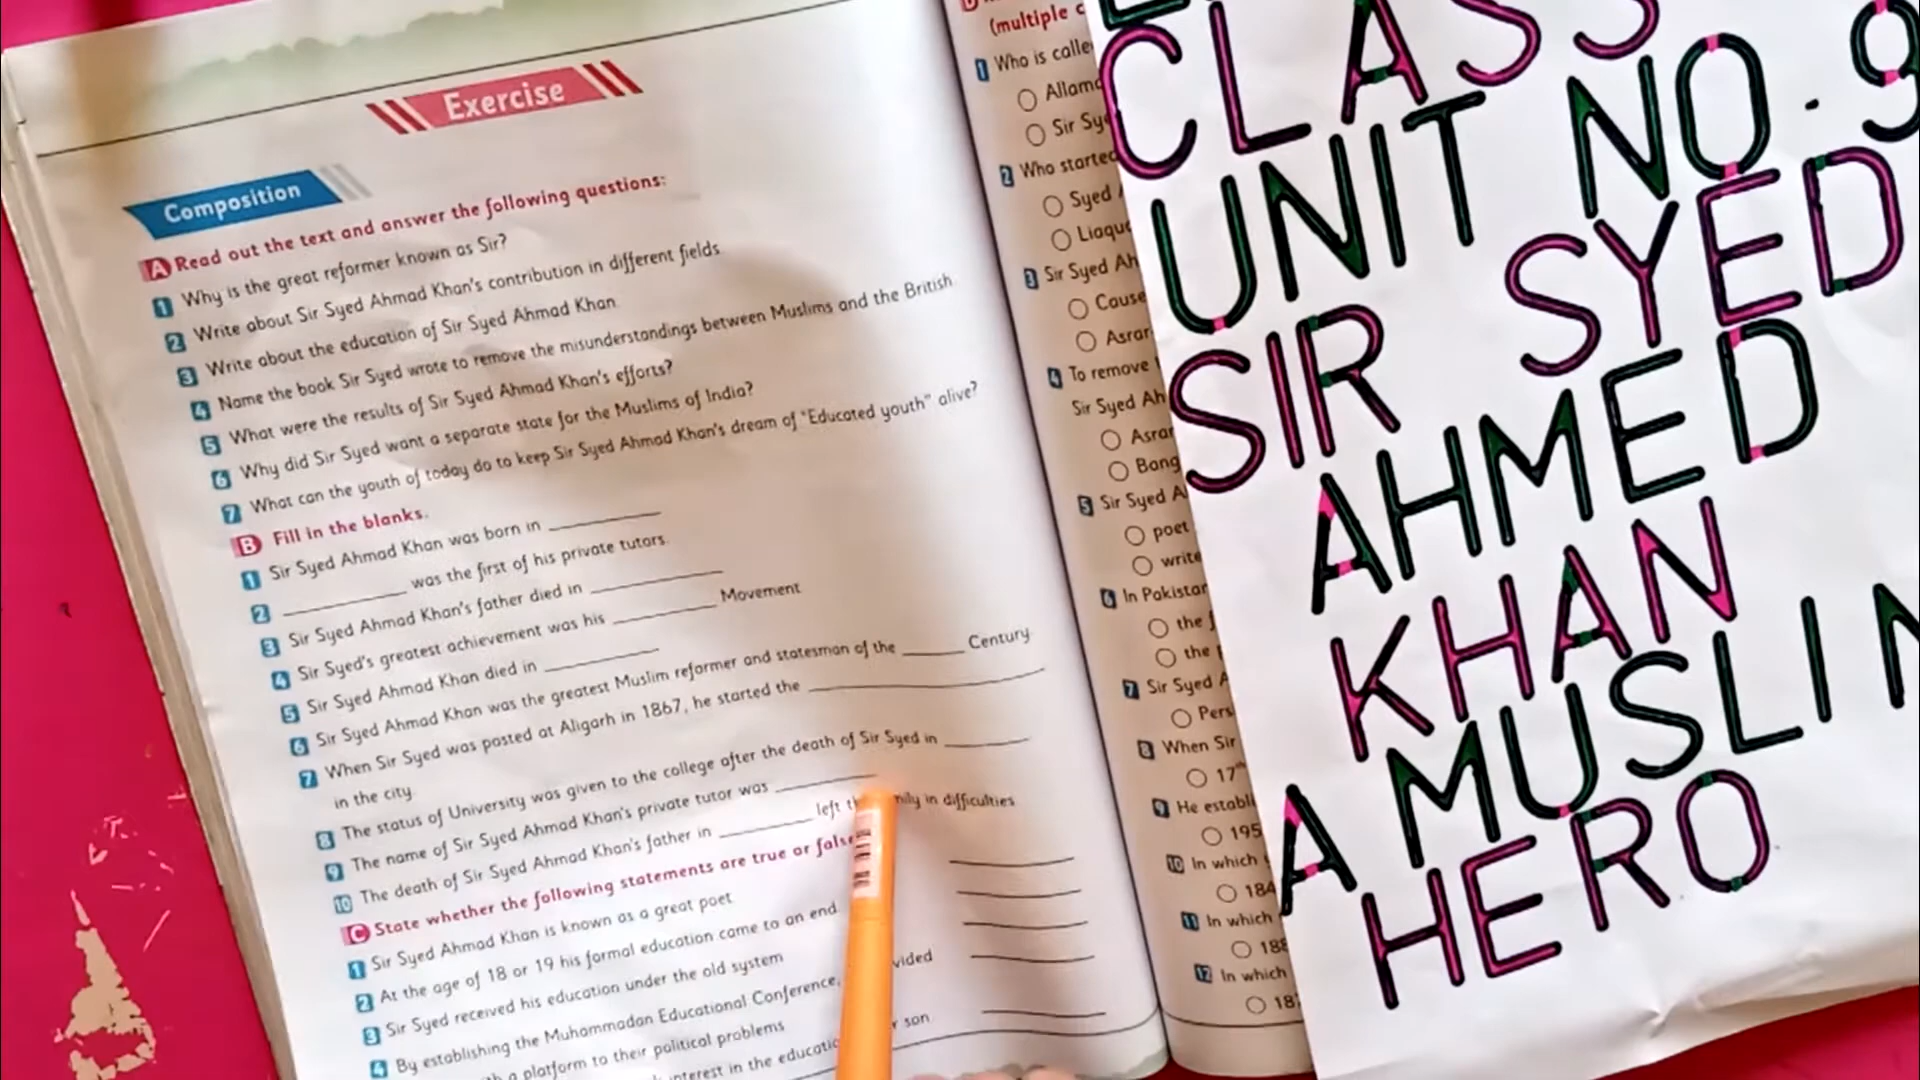 Exercise
Composition
A Read out the text and answer the following questions:
1 Why is the great reformer known as Sir?
2 Write about Sir Syed Ahmad Khan's contribution in different fields.
3 Write about the education of Sir Syed Ahmad Khan.
4 Name the book Sir Syed wrote to remove the misunderstandings between Muslims and the British.
5 What were the results of Sir Syed Ahmad Khan's efforts?
6 Why did Sir Syed want a separate state for the Muslims of India?
7 What can the youth of today do to keep Sir Syed Ahmad Khan's dream of "Educated youth" alive?
B Fill in the blanks.
1 Sir Syed Ahmad Khan was born in ________
2 ________ was the first of his private tutors.
3 Sir Syed Ahmad Khan's father died in ________
4 Sir Syed's greatest achievement was his ________ Movement
5 Sir Syed Ahmad Khan died in ________
6 Sir Syed Ahmad Khan was the greatest Muslim reformer and statesman of the ________ Century
7 When Sir Syed was posted at Aligarh in 1867, he started the ________
in the city.
8 The status of University was given to the college after the death of Sir Syed in ________
9 The name of Sir Syed Ahmad Khan's private tutor was ________
10 The death of Sir Syed Ahmad Khan's father in ________ left in difficulties
C State whether the following statements are true or false
1 Sir Syed Ahmad Khan is known as a great poet.
2 At the age of 18 or 19 his formal education came to an end.
3 Sir Syed received his education under the old system
4 By establishing the Muhammadan Educational Conference,
a platform to their political problems
interest in the
son
(multiple
1 Who is calle
Allam
Sir Sy
2 Who started
Syed
Liaqu
3 Sir Syed Ah
Cause
Asrar
4 To remove
Sir Syed Ah
Asrar
Bang
5 Sir Syed A
poet
write
6 In Pakistan
the
the
7 Sir Syed A
Pers
8 When Sir
17th
9 He establi
195
10 In which
184
11 In which
188
12 In which
18
CLASS
UNIT NO. 9
SIR SYED
AHMED
KHAN
A MUSLIM
HERO